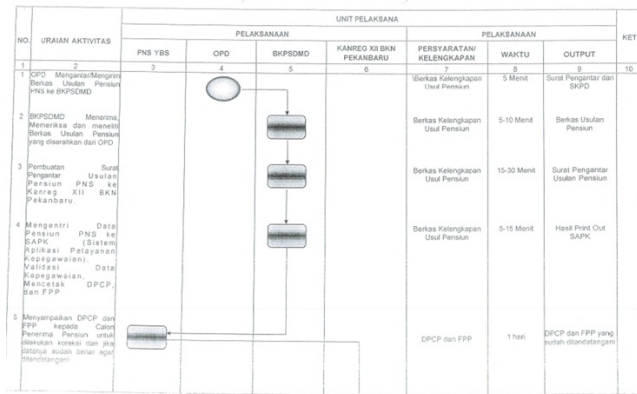 UNIT PELAKSANA
NO.
URAIAN AKTIVITAS
PELAKSANAAN
PELAKSANAAN
KET
PNS YBS
OPD
BKPSDMD
KANREG XII BKN
PEKANBARU
PERSYARATAN/
KELENGKAPAN
WAKTU
OUTPUT
1 2 3 4 5 6 7 8 9 10
1 OPD Mengantar/Mengirim
Berkas Usulan Pensiun
PNS ke BKPSDMD
\Berkas Kelengkapan
Usul Pensiun
5 Menit
Surat Pengantar dari
SKPD
2 BKPSDMD Menerima,
Memeriksa dan meneliti
Berkas Usulan Pensiun
yang diserahkan dari OPD
Berkas Kelengkapan
Usul Pensiun
5-10 Menit
Berkas Usulan
Pensiun
3 Pembuatan Surat
Pengantar Usulan
Pensiun PNS ke
Kanreg XII BKN
Pekanbaru.
Berkas Kelengkapan
Usul Pensiun
15-30 Menit
Surat Pengantar
Usulan Pensiun
4 Mengentri Data
Pensiun PNS ke
SAPK (Sistem
Aplikasi Pelayanan
Kepegawaian),
Validasi Data
Kepegawaian,
Mencetak DPCP,
dan FPP
Berkas Kelengkapan
Usul Pensiun
5-15 Menit
Hasil Print Out
SAPK
5 Menyampaikan DPCP dan
FPP kepada Calon
Penerima Pensiun untuk
dilakukan koreksi dan jika
datanya sudah benar agar
ditandatangani
DPCP dan FPP
1 hari
DPCP dan FPP yang
sudah ditandatangani